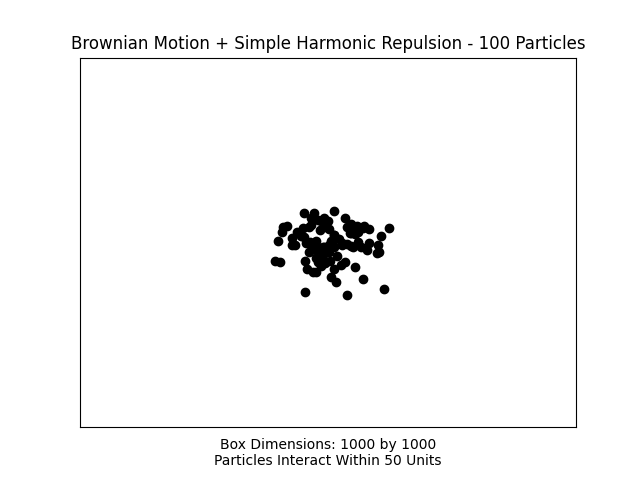 Brownian Motion + Simple Harmonic Repulsion - 100 Particles
Box Dimensions: 1000 by 1000
Particles Interact Within 50 Units